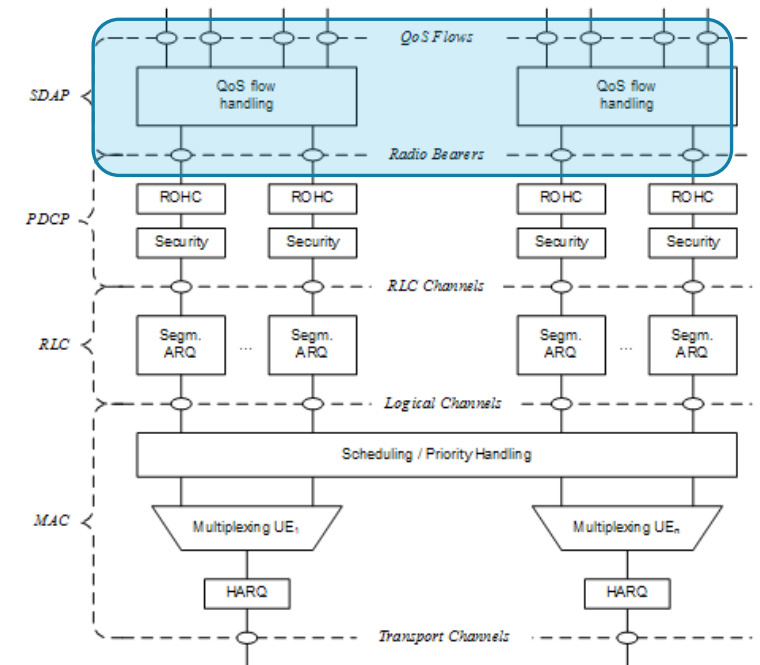 QoS Flows
SDAP
QoS flow
handling
QoS flow
handling
Radio Bearers
PDCP
ROHC
ROHC
ROHC
ROHC
Security
Security
Security
Security
RLC Channels
RLC
Segm.
ARQ
...
Segm.
ARQ
Segm.
ARQ
...
Segm.
ARQ
Logical Channels
Scheduling / Priority Handling
MAC
Multiplexing UE₁
Multiplexing UEₙ
HARQ
HARQ
Transport Channels